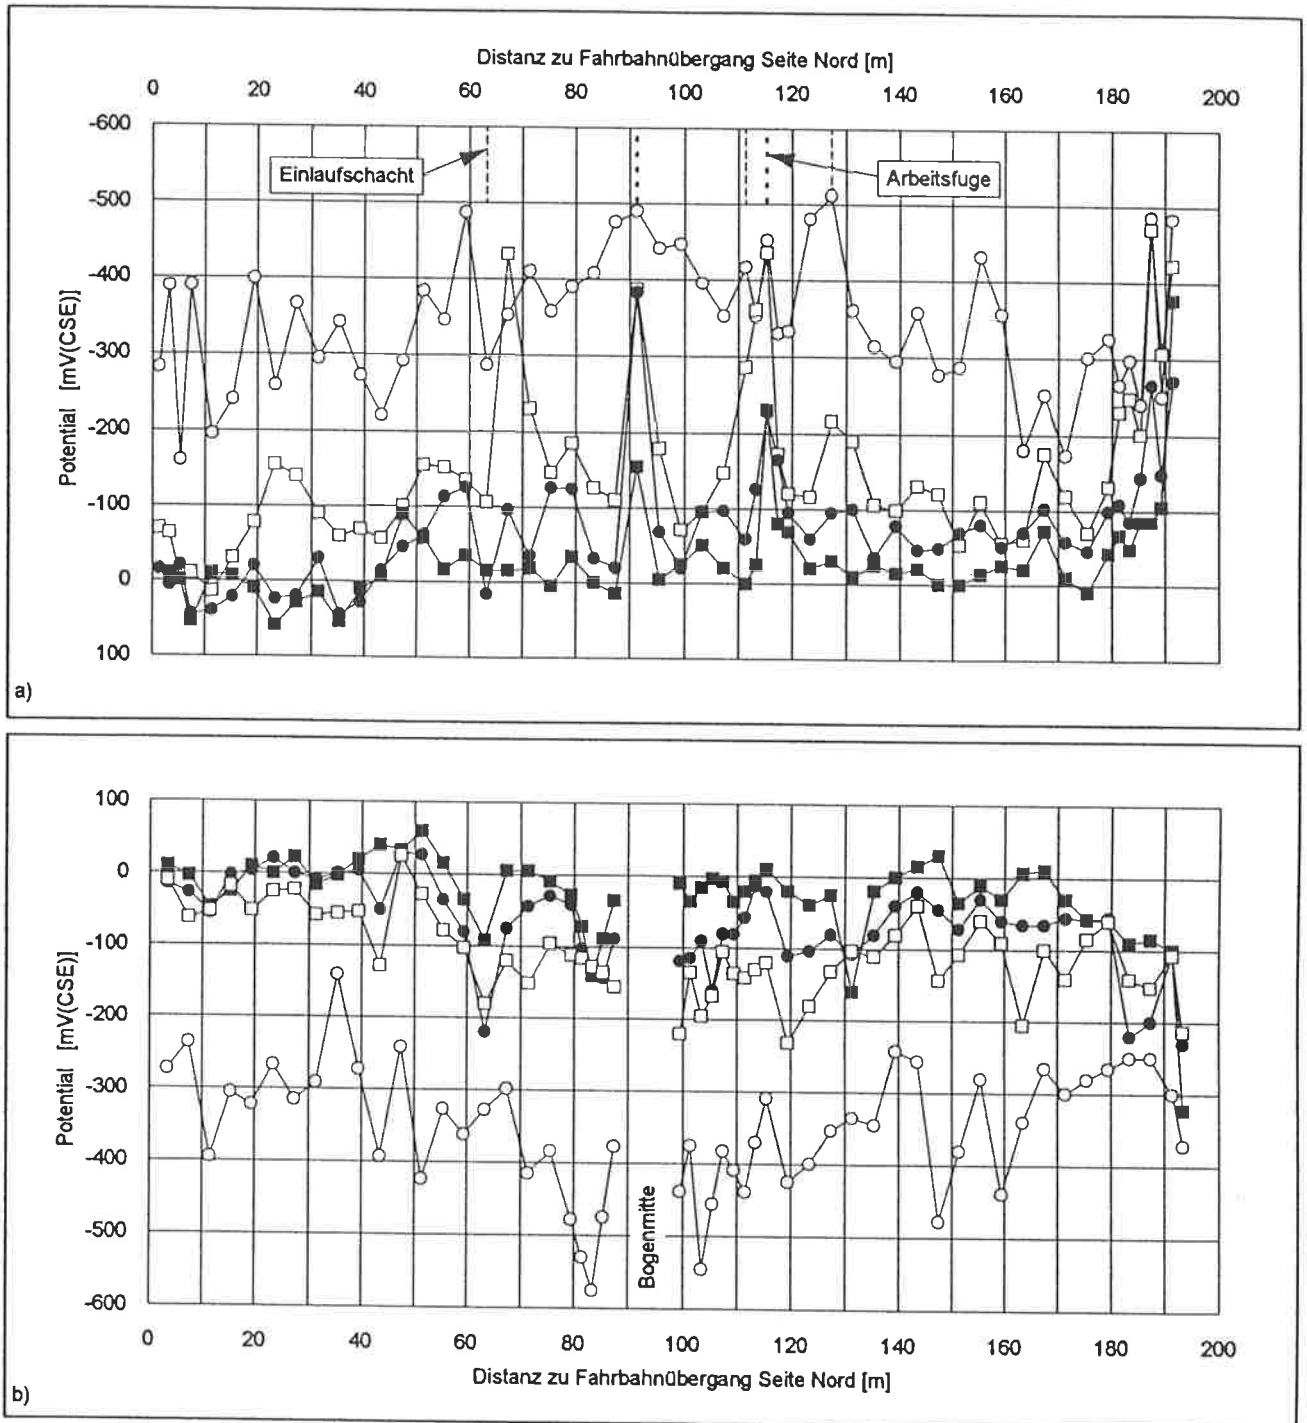 Distanz zu Fahrbahnübergang Seite Nord [m]
0 20 40 60 80 100 120 140 160 180 200
-600
-500
-400
-300
-200
-100
0
100
Potential [mV(CSE)]
Einlaufschacht
Arbeitsfuge
a)
100
0
-100
-200
-300
-400
-500
-600
Potential [mV(CSE)]
Bogenmitte
0 20 40 60 80 100 120 140 160 180 200
Distanz zu Fahrbahnübergang Seite Nord [m]
b)